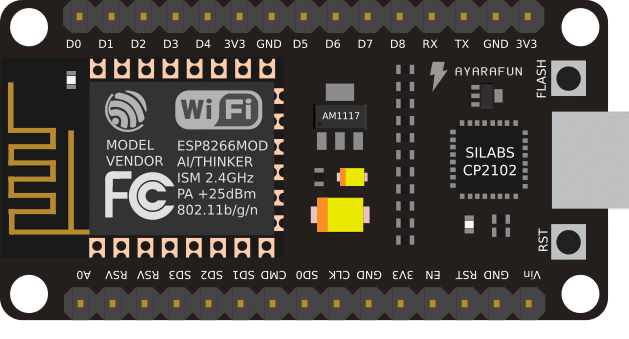 D0 D1 D2 D3 D4 3V3 GND D5 D6 D7 D8 RX TX GND 3V3
AYARAFUN
FLASH
WiFi
AM1117
MODEL
VENDOR
ESP8266MOD
AI/THINKER
ISM 2.4GHz
PA +25dBm
802.11b/g/n
FC
SILABS
CP2102
RST
A0 RSV RSV SD3 SD2 SD1 CMD SD0 CLK GND 3V3 EN RST GND Vin